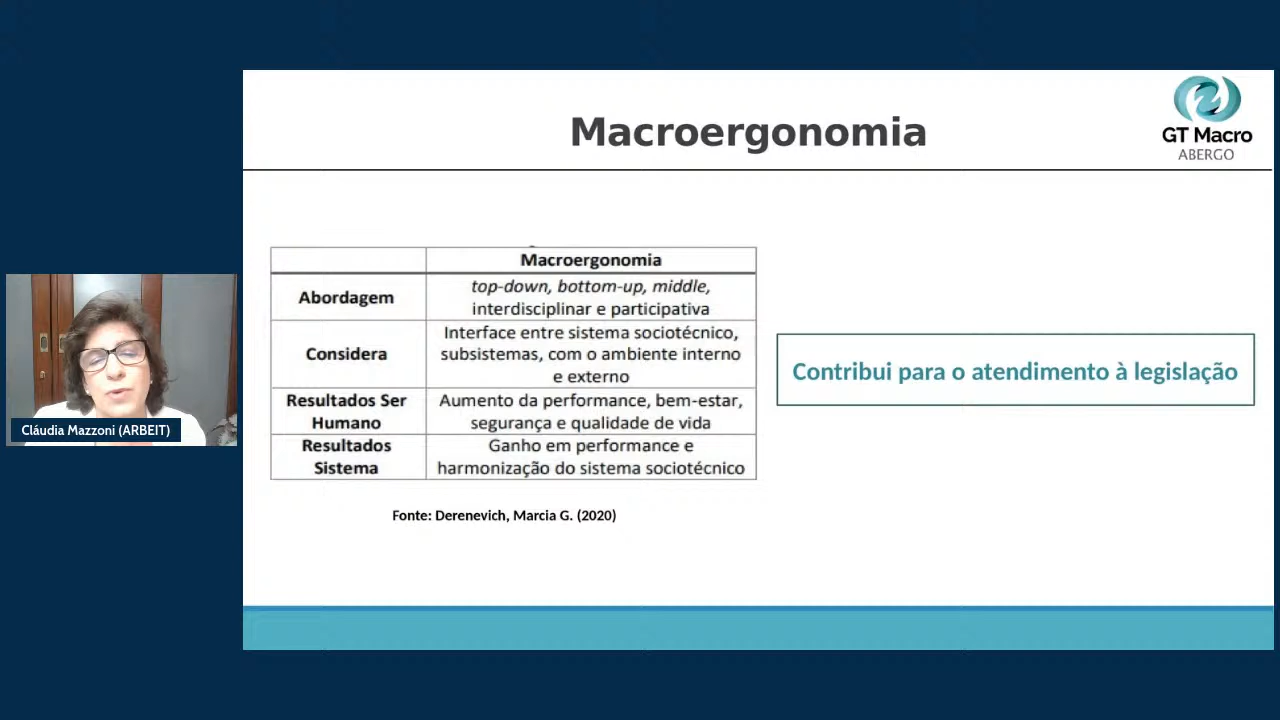 Macroergonomia
GT Macro
ABERGO
Macroergonomia
Abordagem
top-down, bottom-up, middle,
interdisciplinar e participativa
Considera
Interface entre sistema sociotécnico,
subsistemas, com o ambiente interno
e externo
Resultados Ser
Humano
Aumento da performance, bem-estar,
segurança e qualidade de vida
Resultados
Sistema
Ganho em performance e
harmonização do sistema sociotécnico
Fonte: Derenevich, Marcia G. (2020)
Contribui para o atendimento à legislação
Cláudia Mazzoni (ARBEIT)